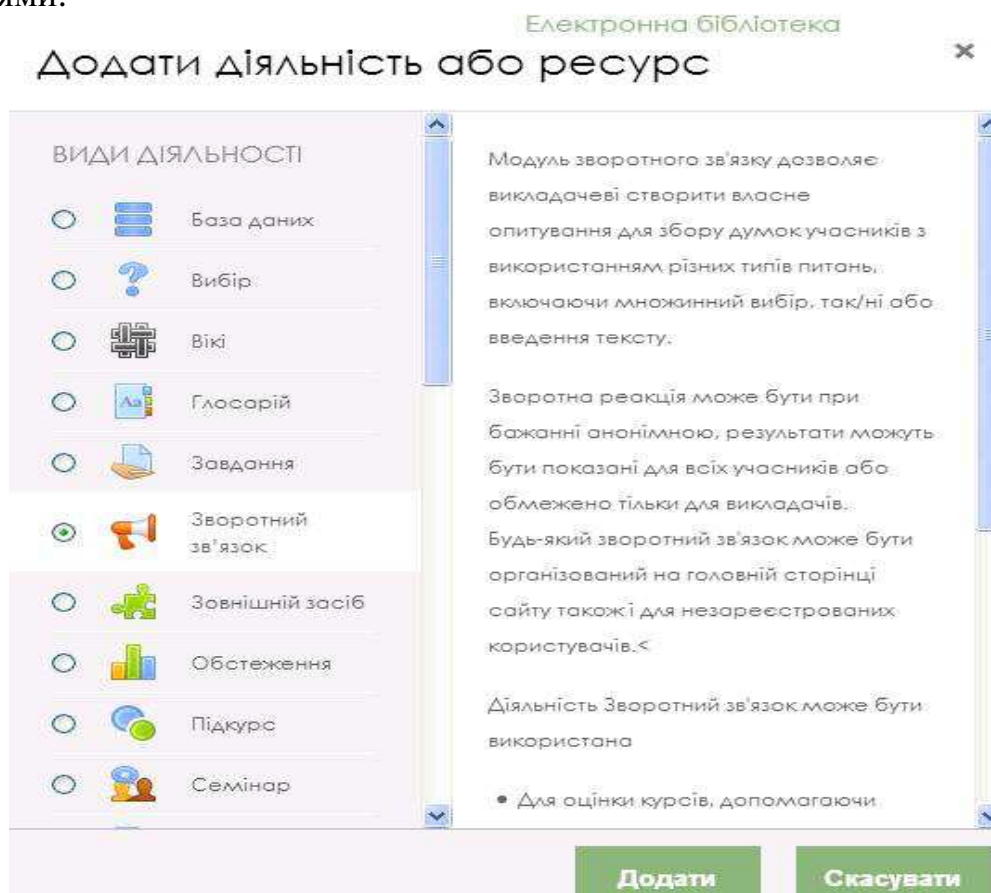 Електронна бібліотека
Додати діяльність або ресурс
×
ВИДИ ДІЯЛЬНОСТІ
База даних
Вибір
Вікі
Глосарій
Завдання
Зворотний
зв'язок
Зовнішній засіб
Обстеження
Підкурс
Семінар
Модуль зворотного зв'язку дозволяє
викладачеві створити власне
опитування для збору думок учасників з
використанням різних типів питань,
включаючи множинний вибір, так/ні або
введення тексту.
Зворотна реакція може бути при
бажанні анонімною, результати можуть
бути показані для всіх учасників або
обмежено тільки для викладачів.
Будь-який зворотний зв'язок може бути
організований на головній сторінці
сайту також і для незареєстрованих
користувачів.<
Діяльність Зворотний зв'язок може бути
використана
• Для оцінки курсів, допомагаючи
Додати
Скасувати